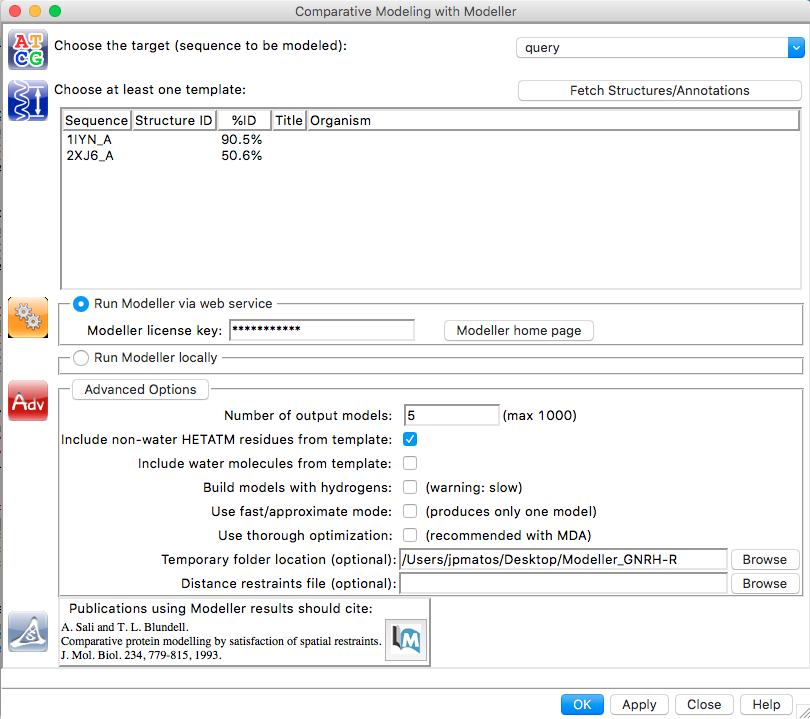 Comparative Modeling with Modeller
AT
CG
Choose the target (sequence to be modeled):
query
Choose at least one template:
Fetch Structures/Annotations
Sequence Structure ID %ID Title Organism
1IYN_A 90.5%
2XJ6_A 50.6%
Run Modeller via web service
Modeller license key: ***********
Modeller home page
Run Modeller locally
Adv
Advanced Options
Number of output models: 5 (max 1000)
Include non-water HETATM residues from template:
Include water molecules from template:
Build models with hydrogens: (warning: slow)
Use fast/approximate mode: (produces only one model)
Use thorough optimization: (recommended with MDA)
Temporary folder location (optional): /Users/jpmatos/Desktop/Modeller_GNRH-R Browse
Distance restraints file (optional): Browse
Publications using Modeller results should cite:
A. Sali and T. L. Blundell.
Comparative protein modelling by satisfaction of spatial restraints.
J. Mol. Biol. 234, 779-815, 1993.
M
OK Apply Close Help